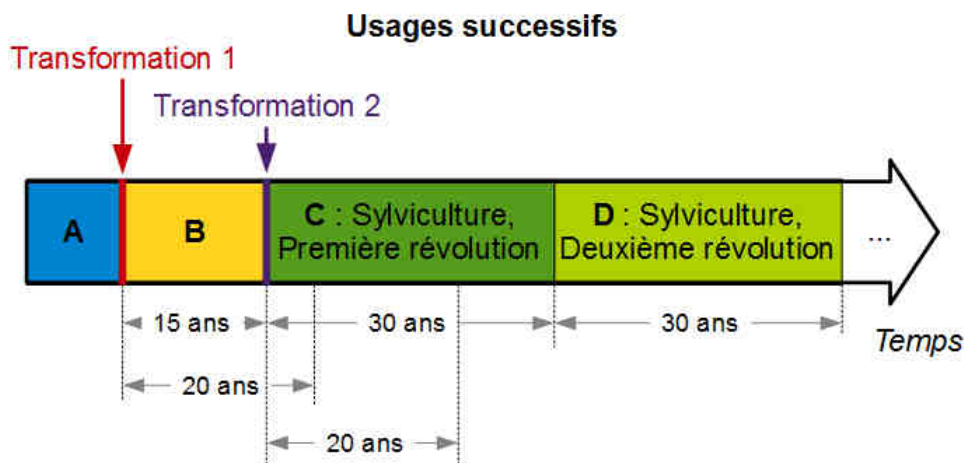 Usages successifs
Transformation 1
Transformation 2
A
B
C : Sylviculture,
Première révolution
D : Sylviculture,
Deuxième révolution
...
15 ans
30 ans
30 ans
Temps
20 ans
20 ans